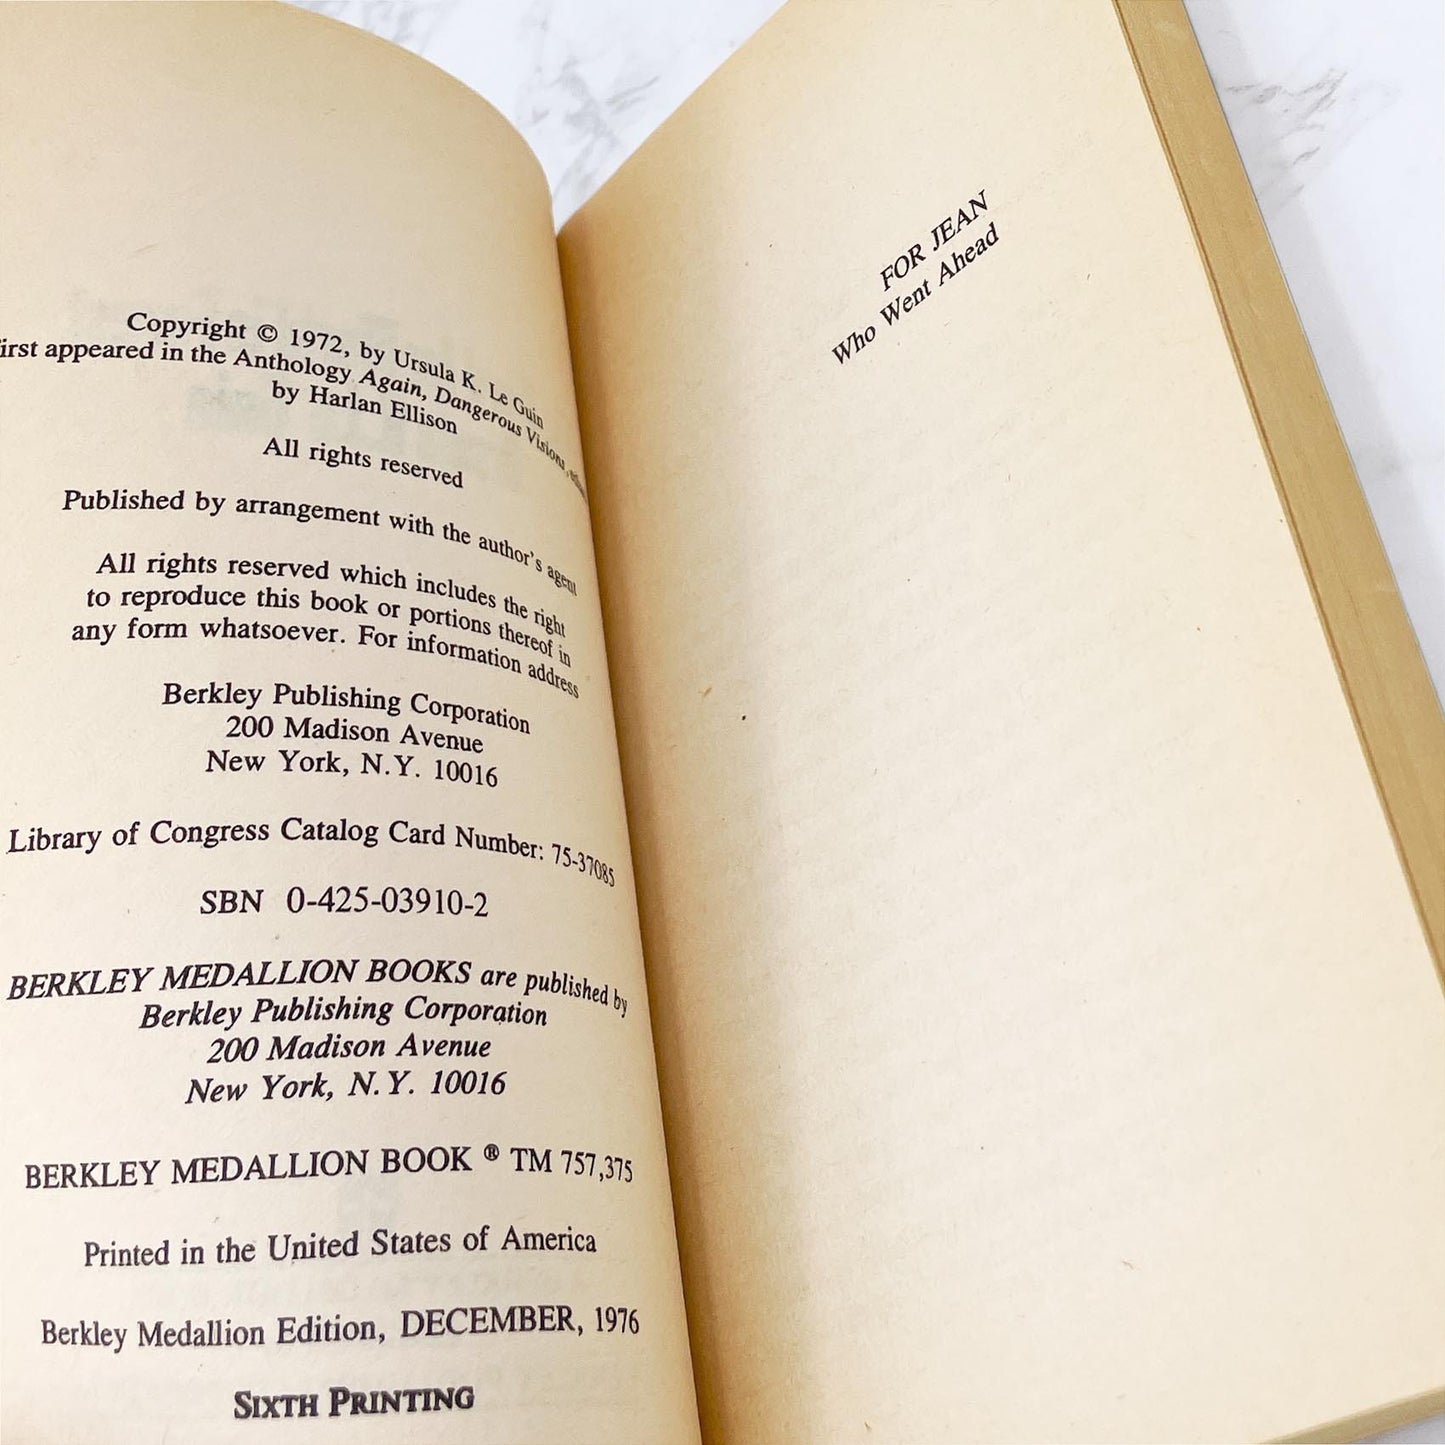 Copyright © 1972, by Ursula K. Le Guin
irst appeared in the Anthology Again, Dangerous Visions,
by Harlan Ellison
All rights reserved
Published by arrangement with the author's agent
All rights reserved which includes the right
to reproduce this book or portions thereof in
any form whatsoever. For information address
Berkley Publishing Corporation
200 Madison Avenue
New York, N.Y. 10016
Library of Congress Catalog Card Number: 75-37085
SBN 0-425-03910-2
BERKLEY MEDALLION BOOKS are published by
Berkley Publishing Corporation
200 Madison Avenue
New York, N.Y. 10016
BERKLEY MEDALLION BOOK ® TM 757,375
Printed in the United States of America
Berkley Medallion Edition, DECEMBER, 1976
SIXTH PRINTING
FOR JEAN
Who Went Ahead